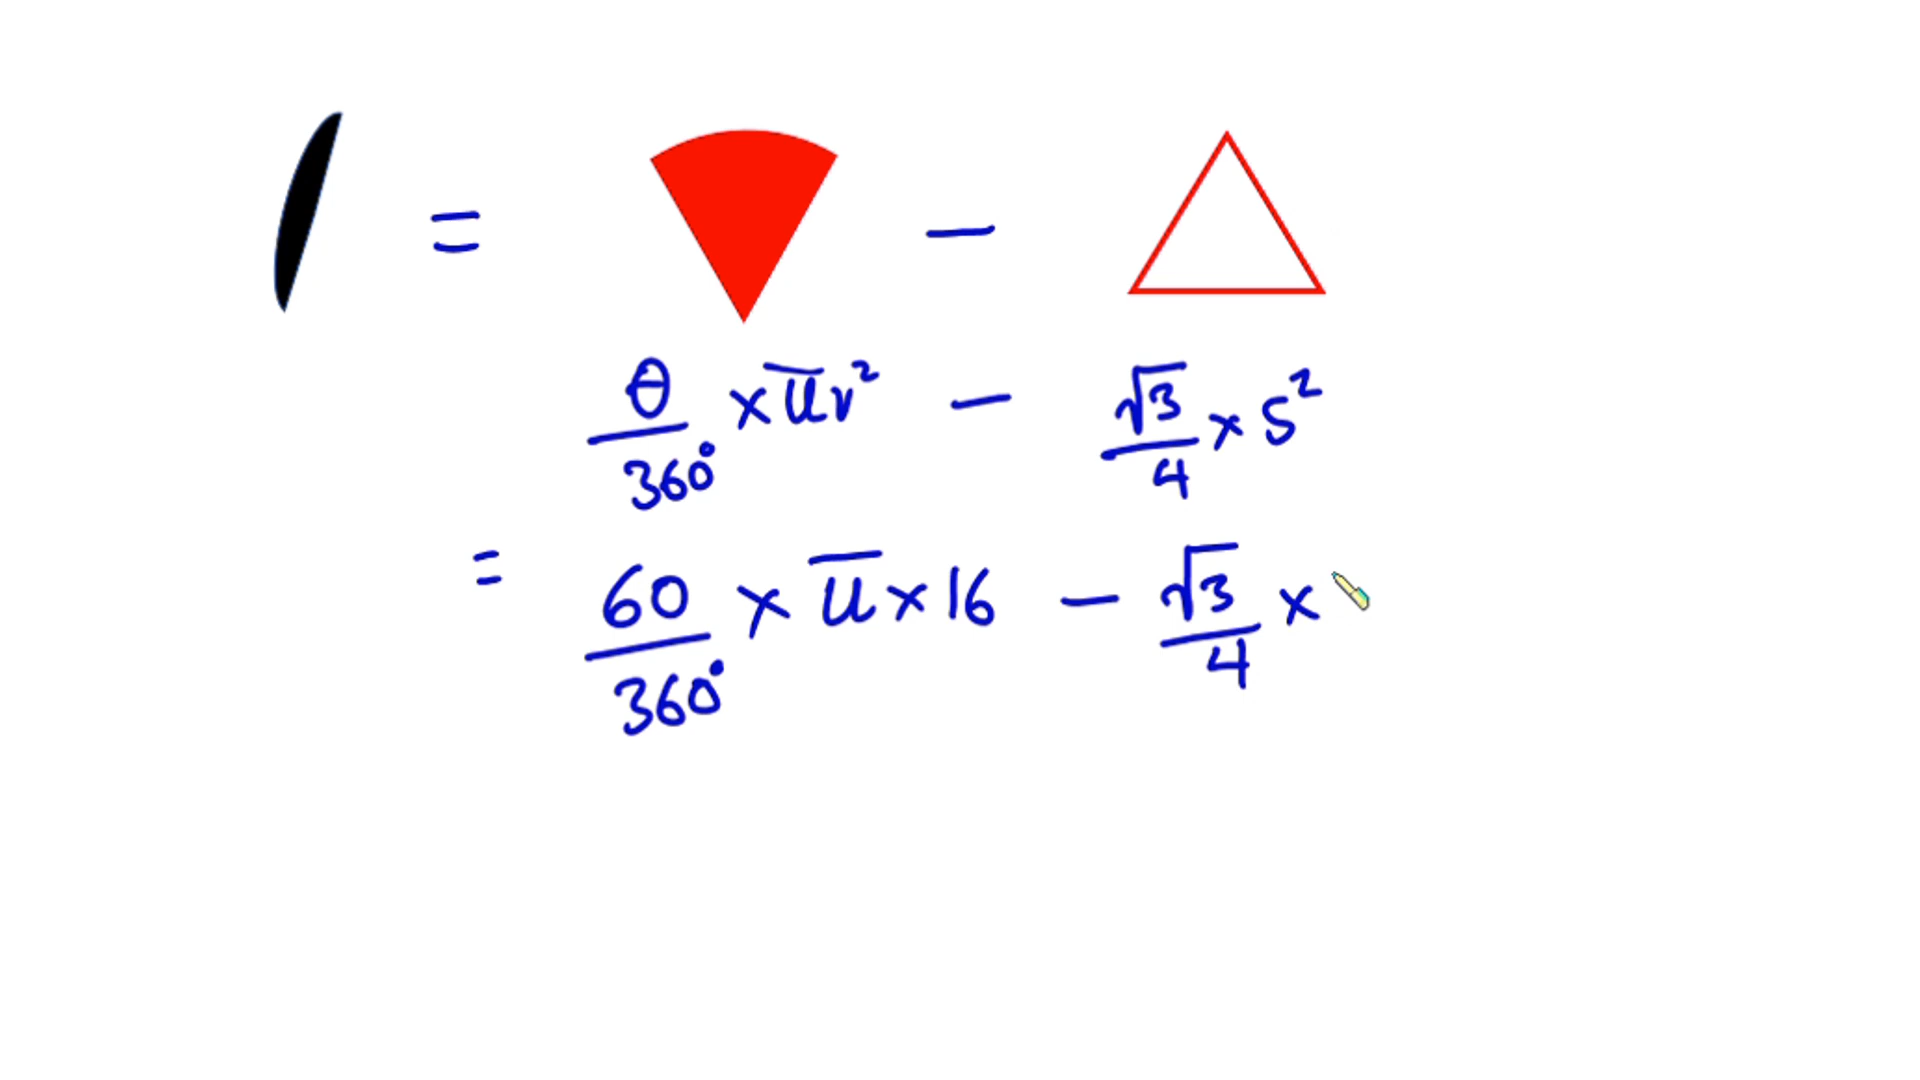 = −
θ/360° × πr² − √3/4 × s²
= 60/360° × π × 16 − √3/4 ×